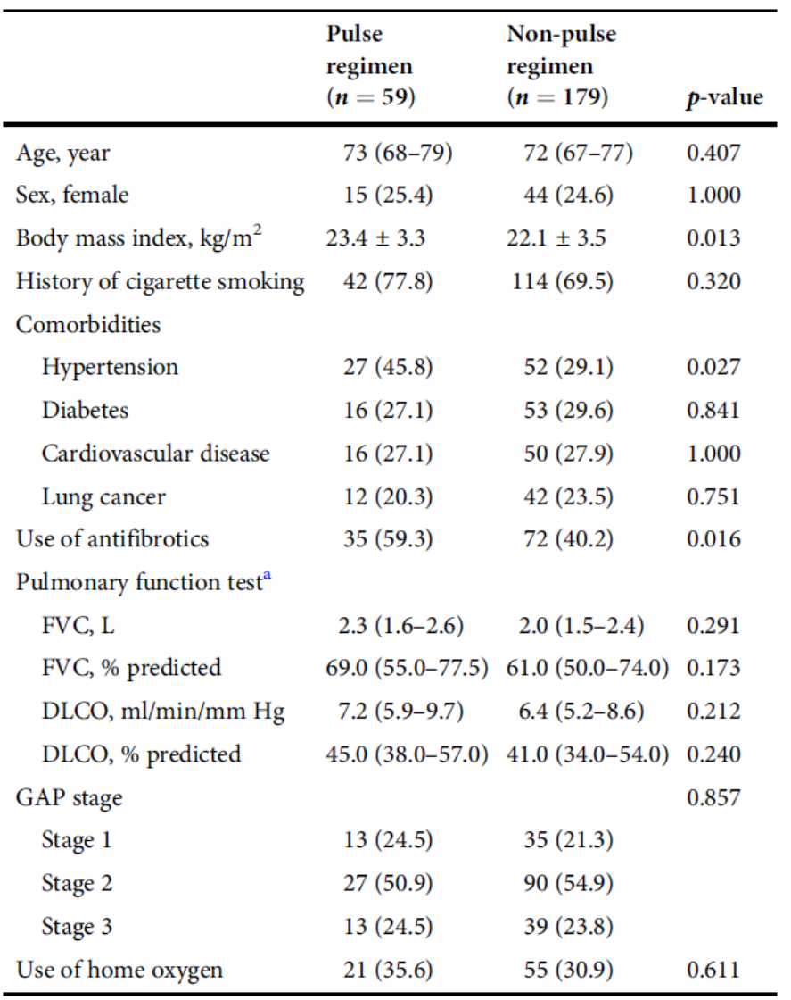 Pulse regimen (n = 59) Non-pulse regimen (n = 179) p-value
Age, year 73 (68–79) 72 (67–77) 0.407
Sex, female 15 (25.4) 44 (24.6) 1.000
Body mass index, kg/m² 23.4 ± 3.3 22.1 ± 3.5 0.013
History of cigarette smoking 42 (77.8) 114 (69.5) 0.320
Comorbidities
Hypertension 27 (45.8) 52 (29.1) 0.027
Diabetes 16 (27.1) 53 (29.6) 0.841
Cardiovascular disease 16 (27.1) 50 (27.9) 1.000
Lung cancer 12 (20.3) 42 (23.5) 0.751
Use of antifibrotics 35 (59.3) 72 (40.2) 0.016
Pulmonary function testᵃ
FVC, L 2.3 (1.6–2.6) 2.0 (1.5–2.4) 0.291
FVC, % predicted 69.0 (55.0–77.5) 61.0 (50.0–74.0) 0.173
DLCO, ml/min/mm Hg 7.2 (5.9–9.7) 6.4 (5.2–8.6) 0.212
DLCO, % predicted 45.0 (38.0–57.0) 41.0 (34.0–54.0) 0.240
GAP stage 0.857
Stage 1 13 (24.5) 35 (21.3)
Stage 2 27 (50.9) 90 (54.9)
Stage 3 13 (24.5) 39 (23.8)
Use of home oxygen 21 (35.6) 55 (30.9) 0.611